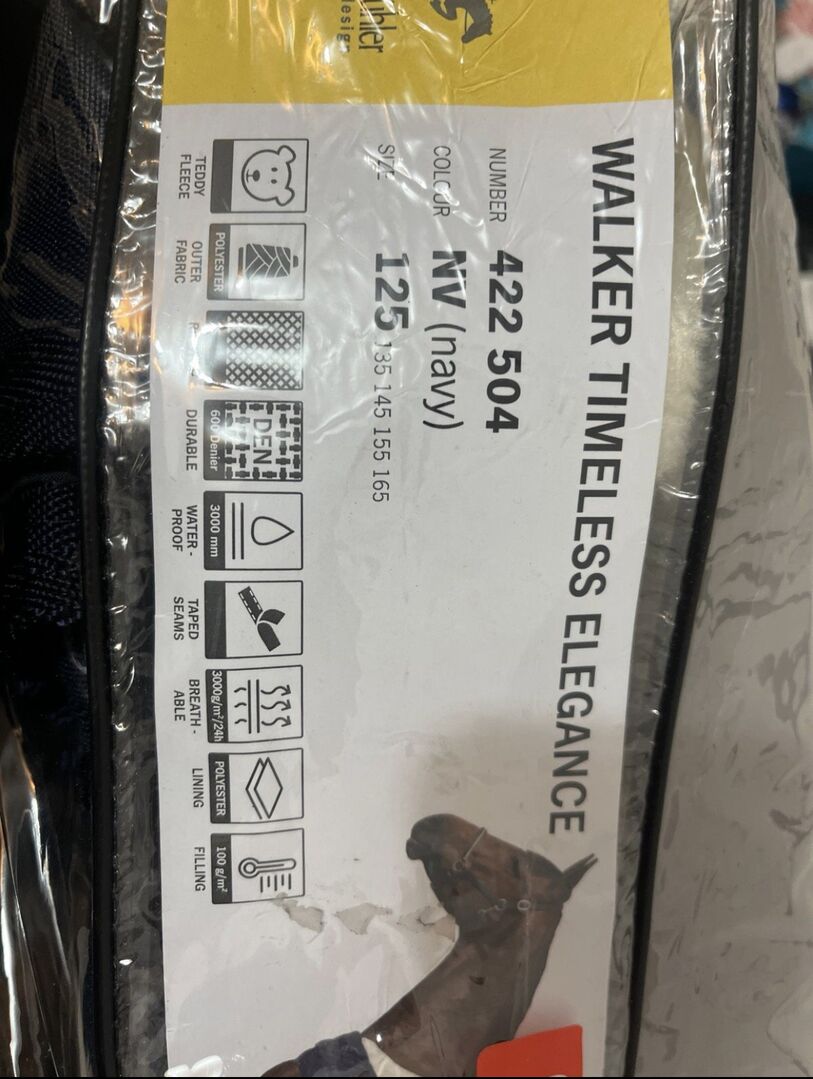 design
WALKER TIMELESS ELEGANCE
NUMBER 422 504
COLOUR NV (navy)
SIZE 125 135 145 155 165
TEDDY
FLEECE
POLYESTER
OUTER
FABRIC
DEN
600 Denier
DURABLE
3000 mm
WATER-
PROOF
TAPED
SEAMS
3000g/m²/24h
BREATH-
ABLE
POLYESTER
LINING
100 g/m²
FILLING